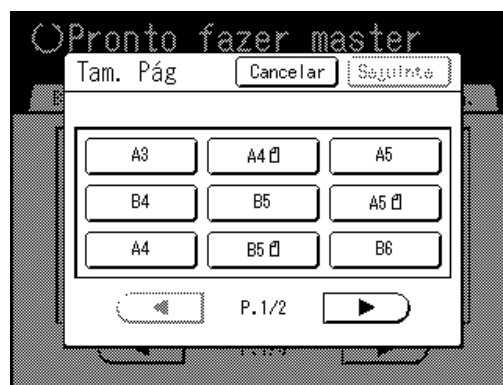 Pronto fazer master
Tam. Pág Cancelar Seguinte
A3 A4 A5
B4 B5 A5
A4 B5 B6
P.1/2